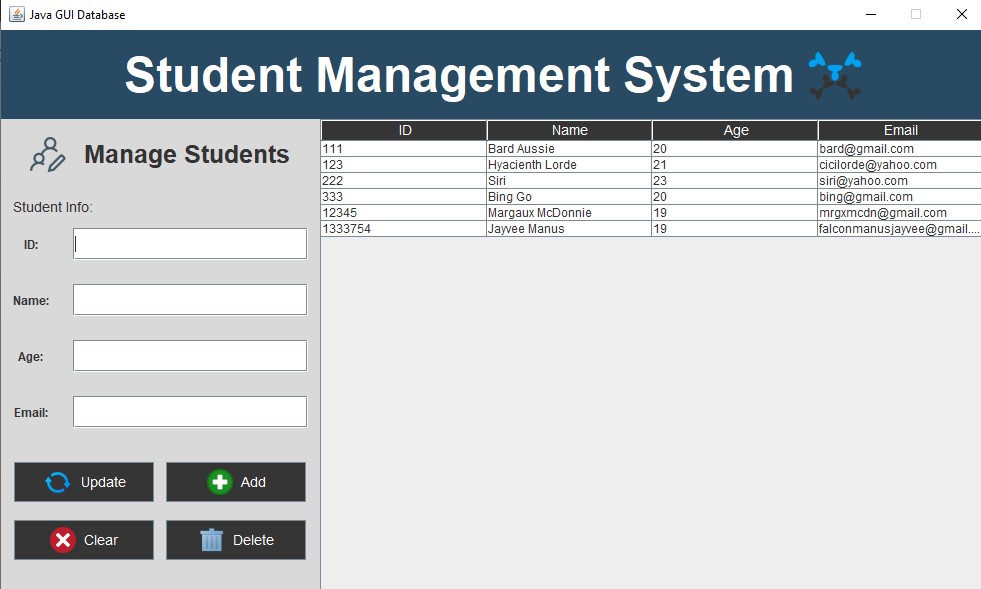 Java GUI Database
Student Management System
Manage Students
Student Info:
ID:
Name:
Age:
Email:
Update
Add
Clear
Delete
ID Name Age Email
111 Bard Aussie 20 bard@gmail.com
123 Hyacienth Lorde 21 cicilorde@yahoo.com
222 Siri 23 siri@yahoo.com
333 Bing Go 20 bing@gmail.com
12345 Margaux McDonnie 19 mrgxmcdn@gmail.com
1333754 Jayvee Manus 19 falconmanusjayvee@gmail....